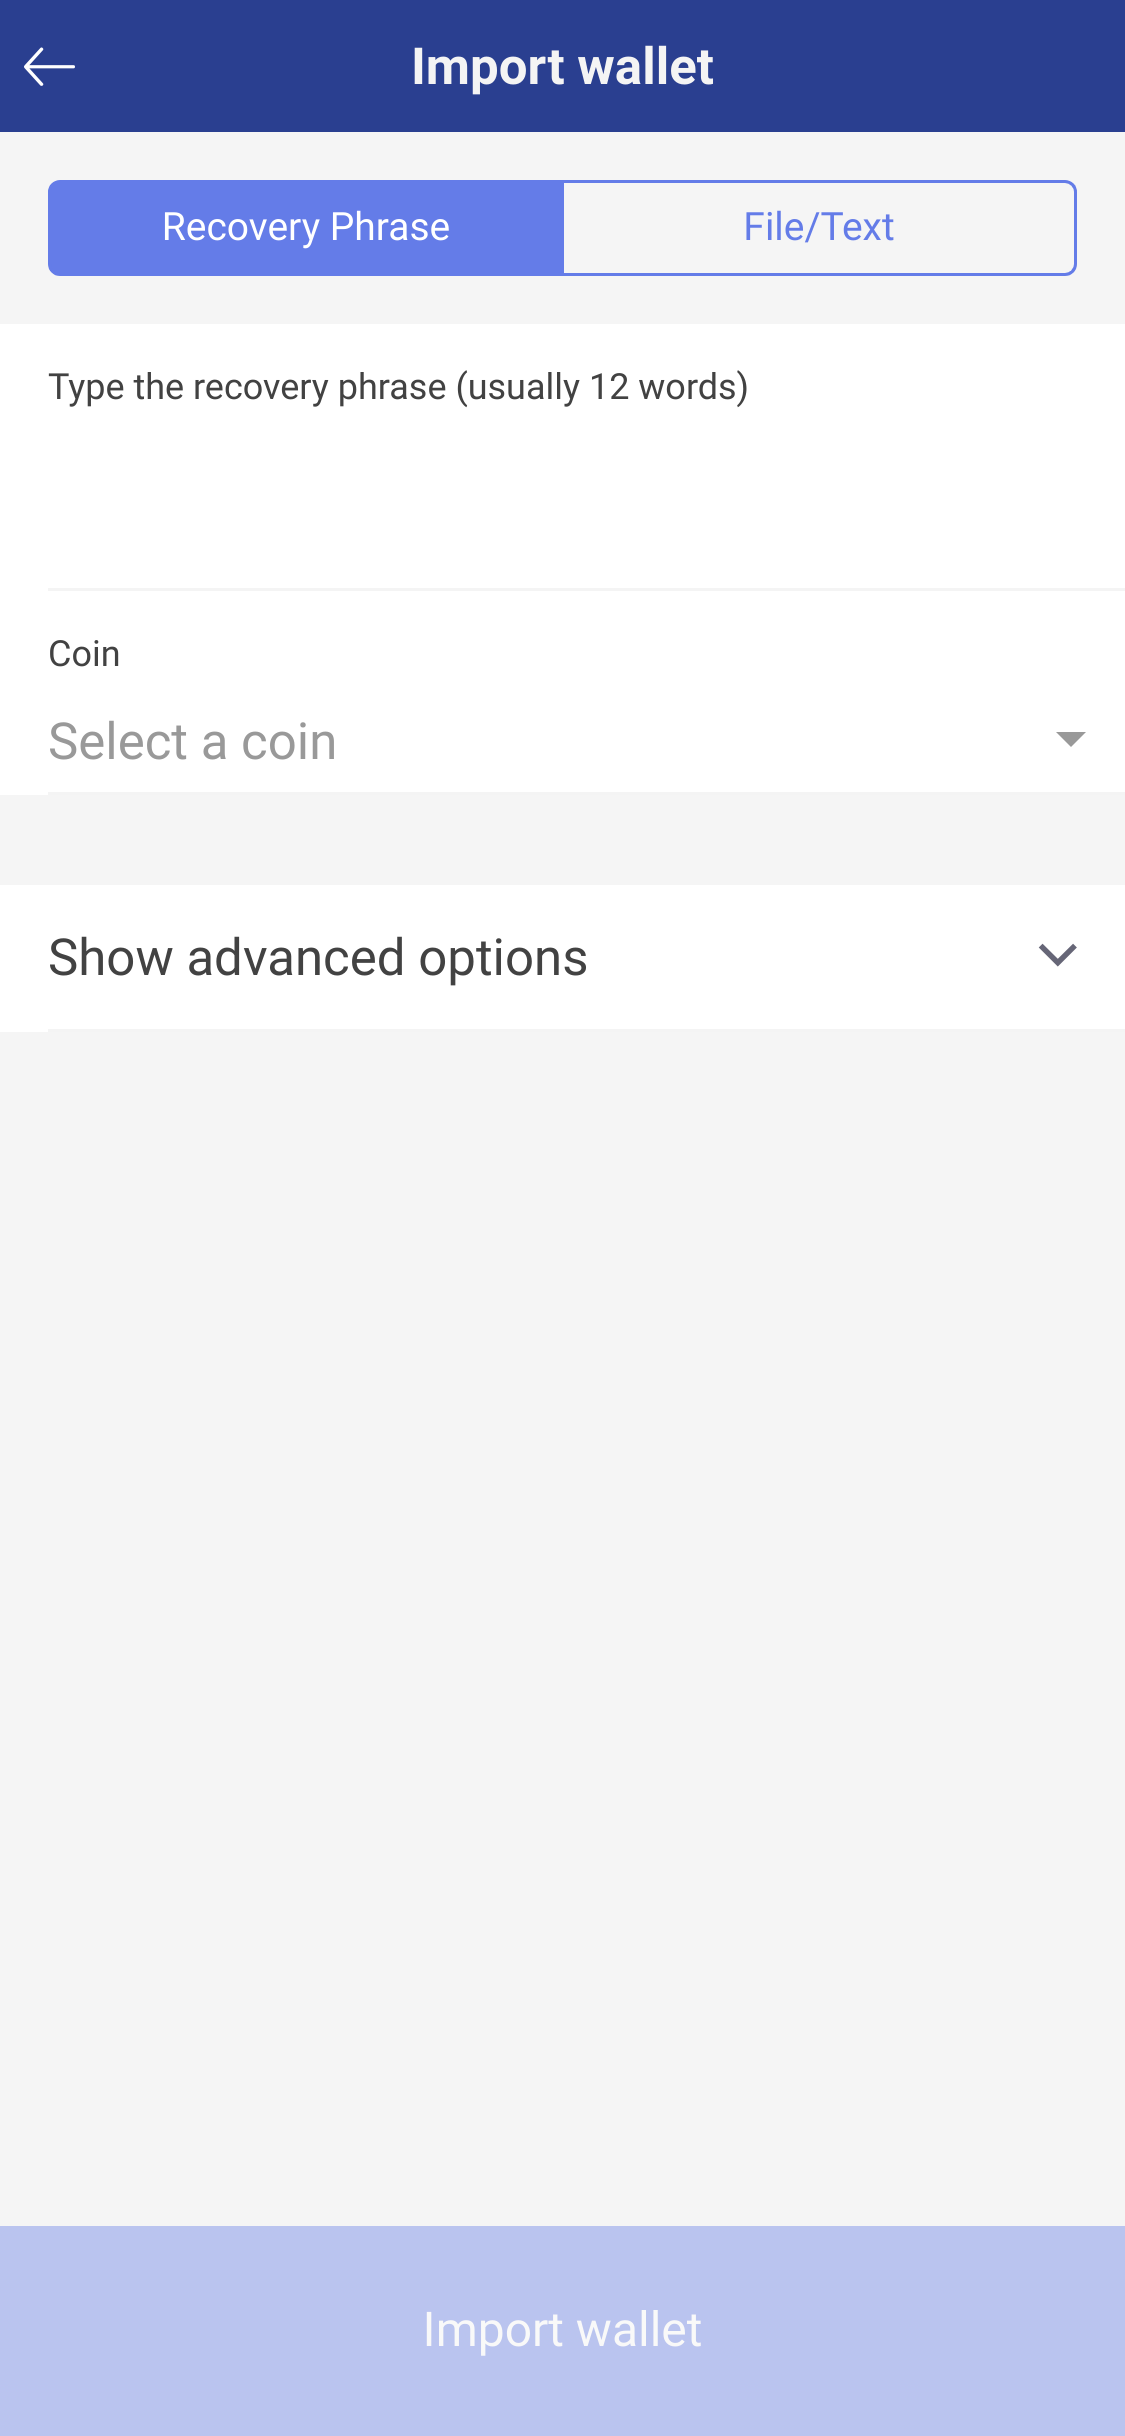 Import wallet
Recovery Phrase
File/Text
Type the recovery phrase (usually 12 words)
Coin
Select a coin
Show advanced options
Import wallet